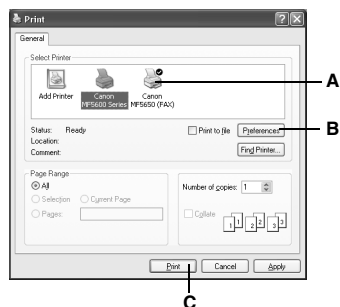 Print
General
Select Printer
Add Printer
Canon MF5600 Series
Canon MF5650 (FAX)
A
Status: Ready
Location:
Comment:
Print to file
Preferences
B
Find Printer...
Page Range
All
Selection
Current Page
Pages:
Number of copies: 1
Collate
1 1 2 2 3 3
Print
Cancel
Apply
C